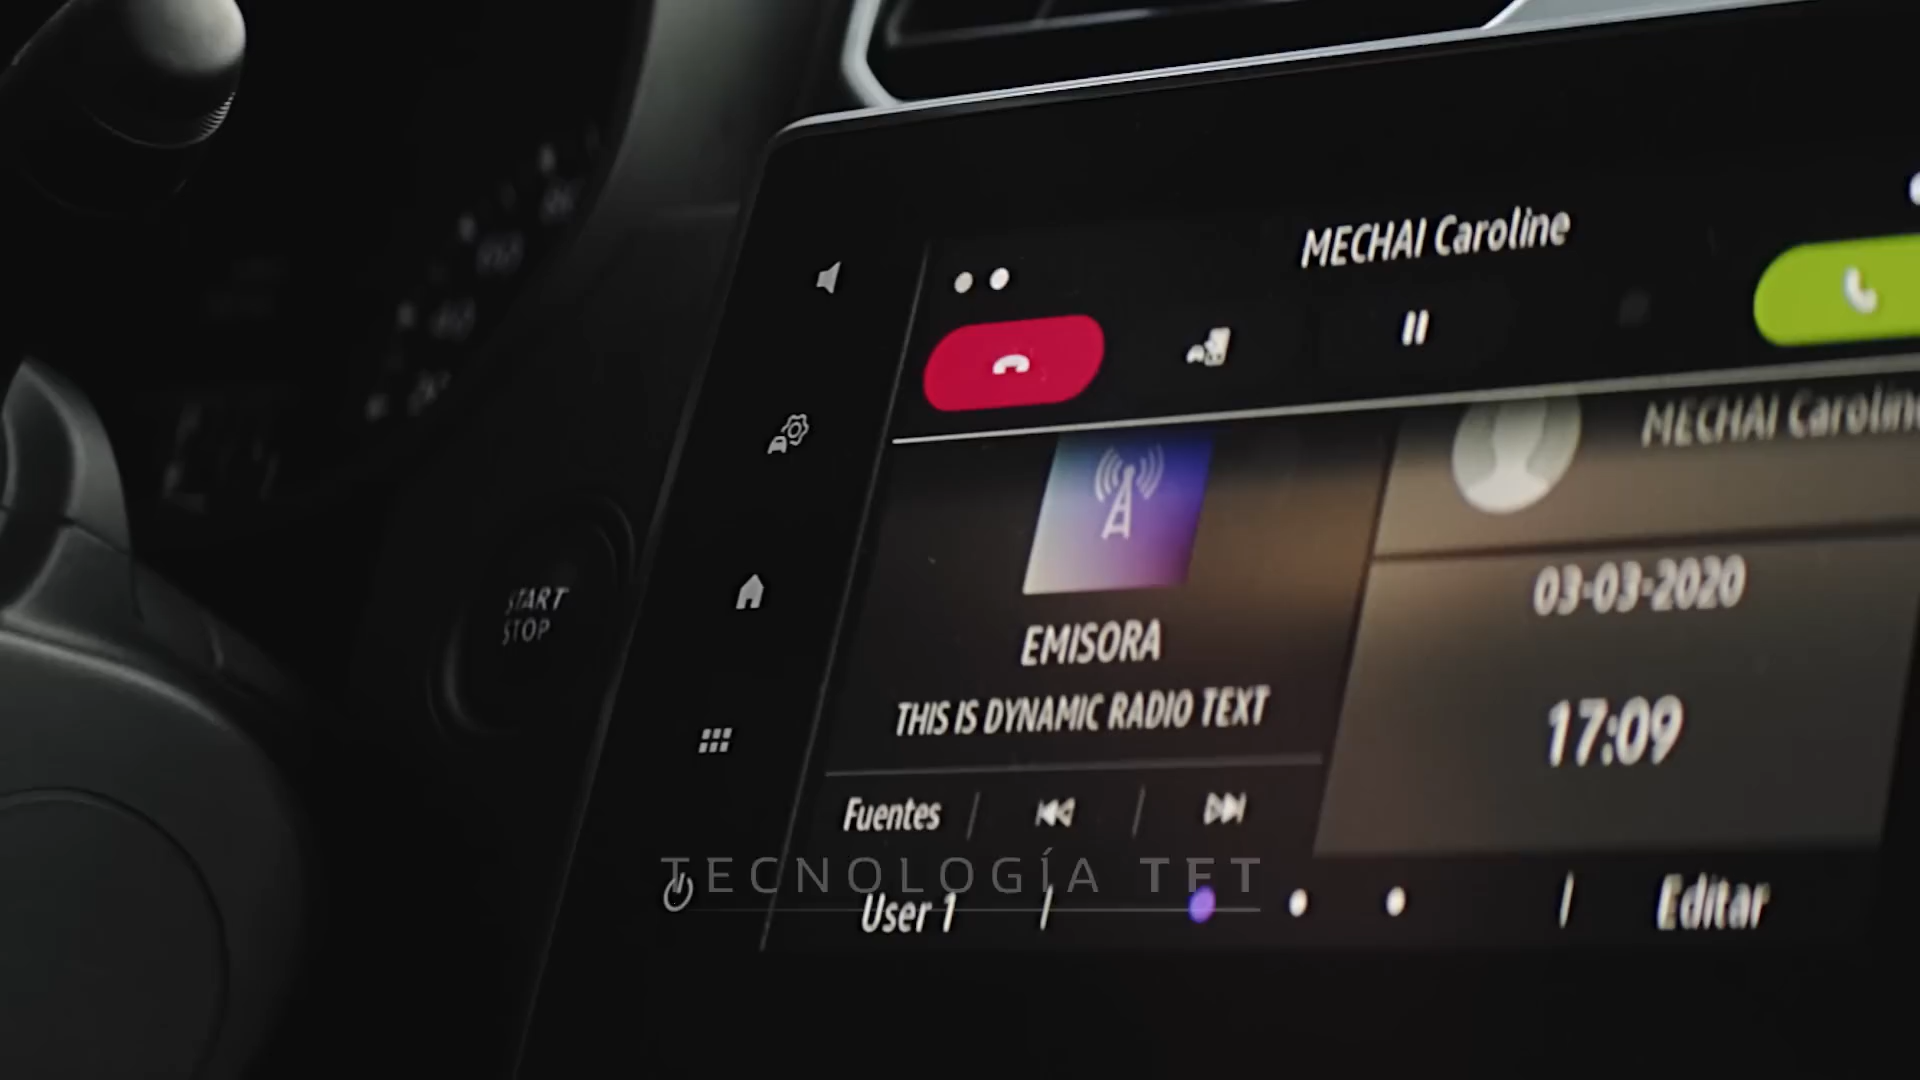 MECHAI Caroline
MECHAI Caroline
03-03-2020
17:09
EMISORA
THIS IS DYNAMIC RADIO TEXT
Fuentes
User 1
Editar
START
STOP
TECNOLOGÍA TFT